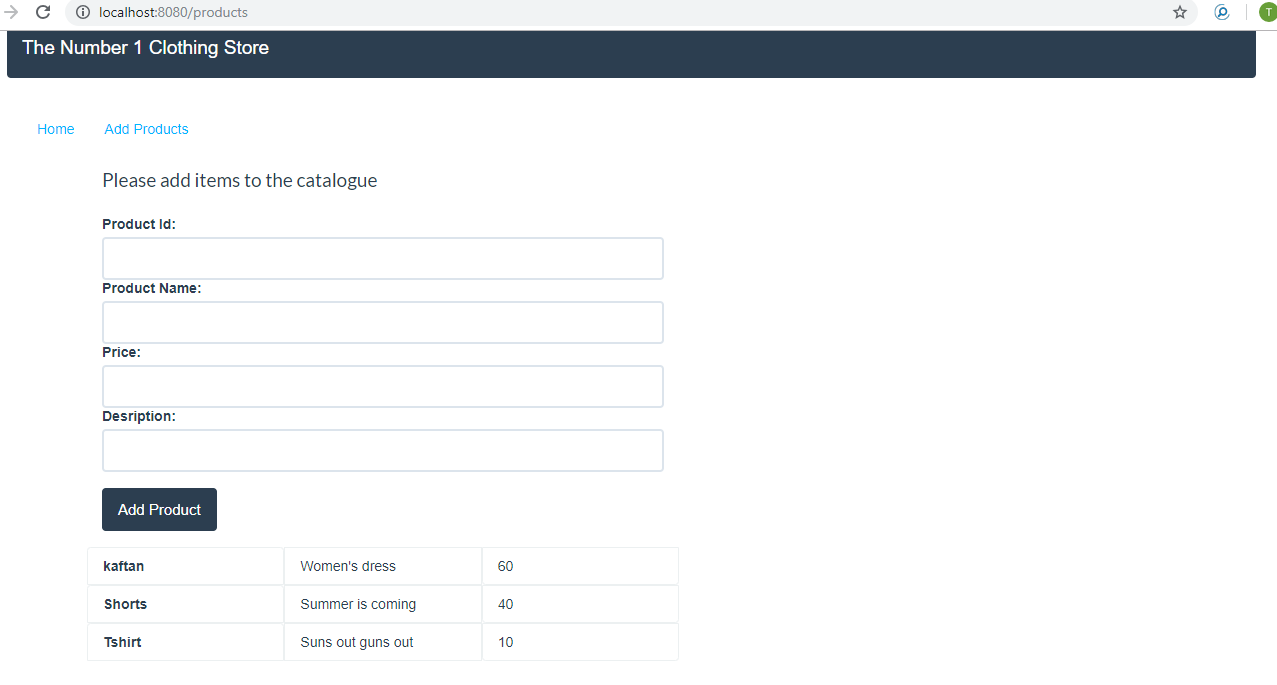 localhost:8080/products
T
The Number 1 Clothing Store
Home Add Products
Please add items to the catalogue
Product Id:
Product Name:
Price:
Desription:
Add Product
kaftan Women's dress 60
Shorts Summer is coming 40
Tshirt Suns out guns out 10